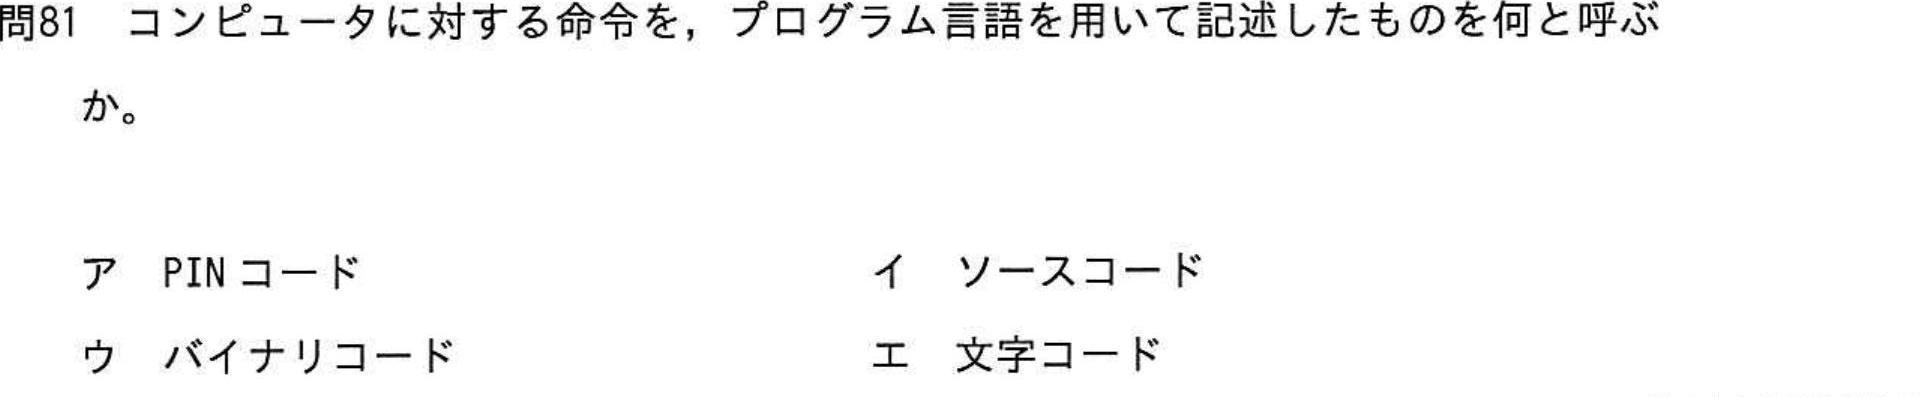 問81　コンピュータに対する命令を，プログラム言語を用いて記述したものを何と呼ぶ
か。
ア　PINコード　イ　ソースコード
ウ　バイナリコード　エ　文字コード